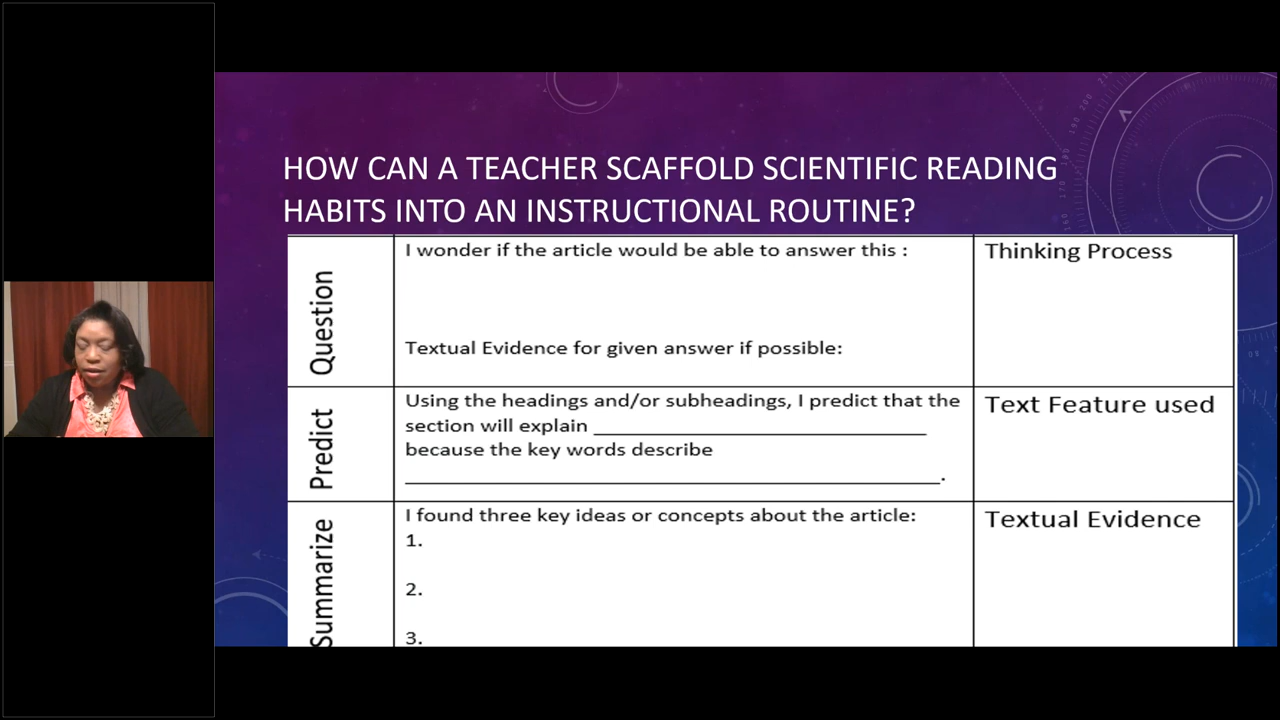 HOW CAN A TEACHER SCAFFOLD SCIENTIFIC READING
HABITS INTO AN INSTRUCTIONAL ROUTINE?
Question
I wonder if the article would be able to answer this :
Textual Evidence for given answer if possible:
Thinking Process
Predict
Using the headings and/or subheadings, I predict that the
section will explain ______________________________
because the key words describe
________________________________________________.
Text Feature used
Summarize
I found three key ideas or concepts about the article:
1.
2.
3.
Textual Evidence